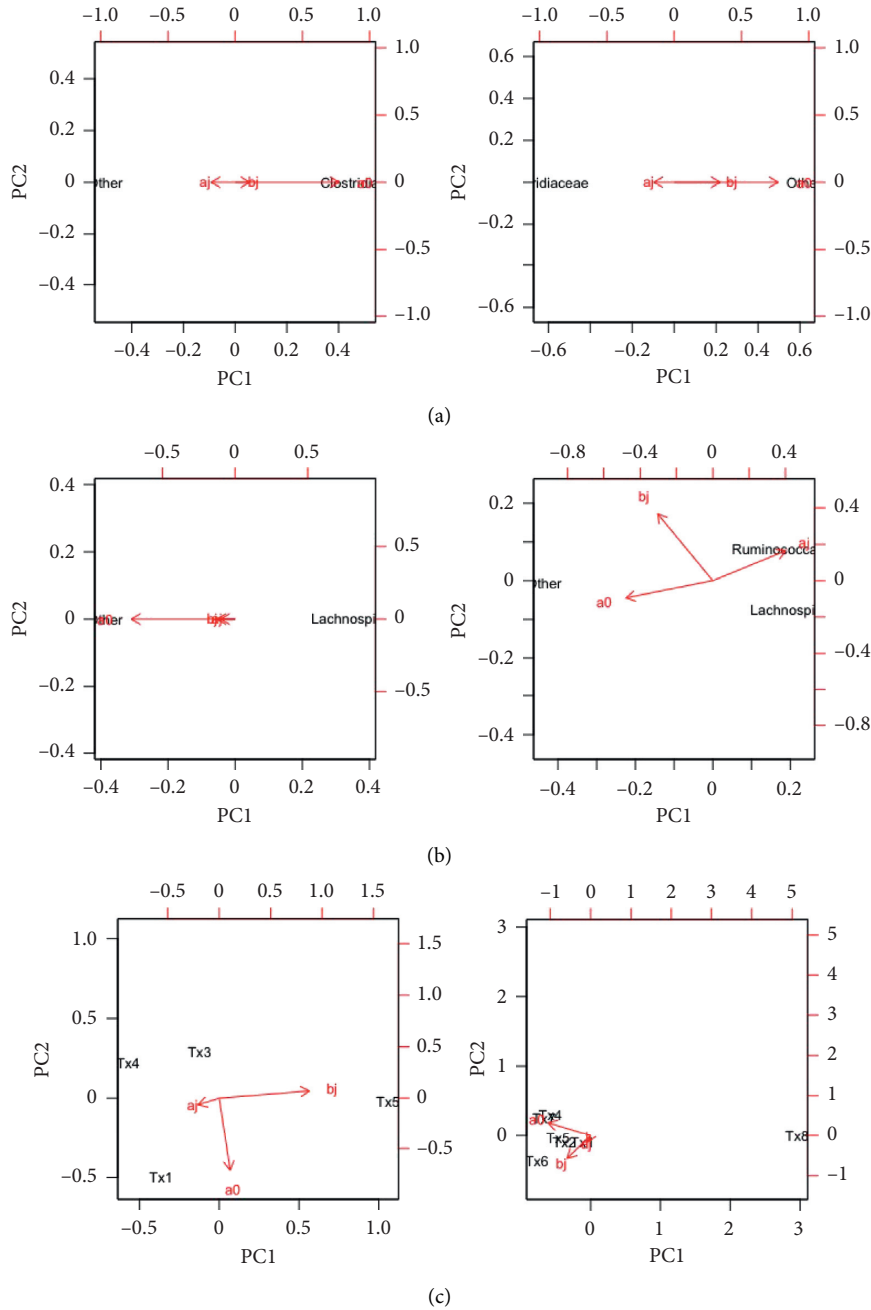 −1.0 −0.5 0 0.5 1.0
0.4
0.2
0
−0.2
−0.4
PC2
1.0
0.5
0
−0.5
−1.0
ther
aj
bj
Clostridia
a0
−0.4 −0.2 0 0.2 0.4
PC1
−1.0 −0.5 0 0.5 1.0
0.6
0.4
0.2
0
−0.2
−0.6
PC2
1.0
0.5
0
−0.5
−1.0
ridiaceae
aj
bj
Othe
a0
−0.6 −0.2 0.2 0.4 0.6
PC1
(a)
−0.5 0 0.5
0.4
0.2
0
−0.2
−0.4
PC2
0.5
0
−0.5
ther
a0
bj
Lachnospi
−0.4 −0.2 0 0.2 0.4
PC1
−0.8 −0.4 0 0.4
0.2
0
−0.2
−0.4
PC2
0.4
0
−0.4
−0.8
bj
aj
Ruminococca
ther
a0
Lachnospi
−0.4 −0.2 0 0.2
PC1
(b)
−0.5 0 0.5 1.0 1.5
1.0
0.5
0
−0.5
PC2
1.5
1.0
0.5
0
−0.5
Tx3
Tx4
bj
aj
Tx5
Tx1
a0
−0.5 0 0.5 1.0
PC1
−1 0 1 2 3 4 5
3
2
1
0
PC2
5
4
3
2
1
0
−1
Tx4
a0
Tx5
Tx2
Tx1
Tx8
Tx6
bj
0 1 2 3
PC1
(c)